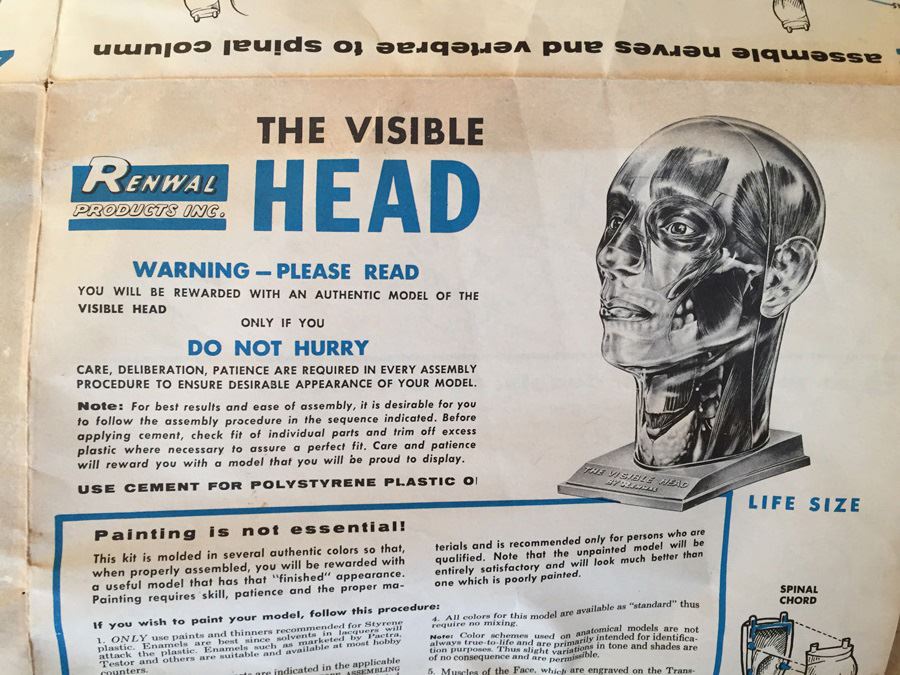 assemble nerves and vertebrae to spinal column
THE VISIBLE
HEAD
RENWAL
PRODUCTS INC.
WARNING – PLEASE READ
YOU WILL BE REWARDED WITH AN AUTHENTIC MODEL OF THE
VISIBLE HEAD
ONLY IF YOU
DO NOT HURRY
CARE, DELIBERATION, PATIENCE ARE REQUIRED IN EVERY ASSEMBLY
PROCEDURE TO ENSURE DESIRABLE APPEARANCE OF YOUR MODEL.
Note: For best results and ease of assembly, it is desirable for you
to follow the assembly procedure in the sequence indicated. Before
applying cement, check fit of individual parts and trim off excess
plastic where necessary to assure a perfect fit. Care and patience
will reward you with a model that you will be proud to display.
USE CEMENT FOR POLYSTYRENE PLASTIC
THE VISIBLE HEAD
BY RENWAL
LIFE SIZE
Painting is not essential!
This kit is molded in several authentic colors so that,
when properly assembled, you will be rewarded with
a useful model that has that "finished" appearance.
Painting requires skill, patience and the proper ma-
terials and is recommended only for persons who are
qualified. Note that the unpainted model will be
entirely satisfactory and will look much better than
one which is poorly painted.
If you wish to paint your model, follow this procedure:
1. ONLY use paints and thinners recommended for Styrene
plastic. Enamels are best since solvents in lacquers will
attack the plastic. Enamels such as marketed by Pactra,
Testor and others are suitable and available at most hobby
counters.
are indicated in the applicable
ASSEMBLING
4. All colors for this model are available as "standard" thus
require no mixing.
Note: Color schemes used on anatomical models are not
always true-to-life and are primarily intended for identifica-
tion purposes. Thus slight variations in tone and shades are
of no consequence and are permissible.
5. Muscles of the Face, which are engraved on the Trans-
SPINAL
CHORD